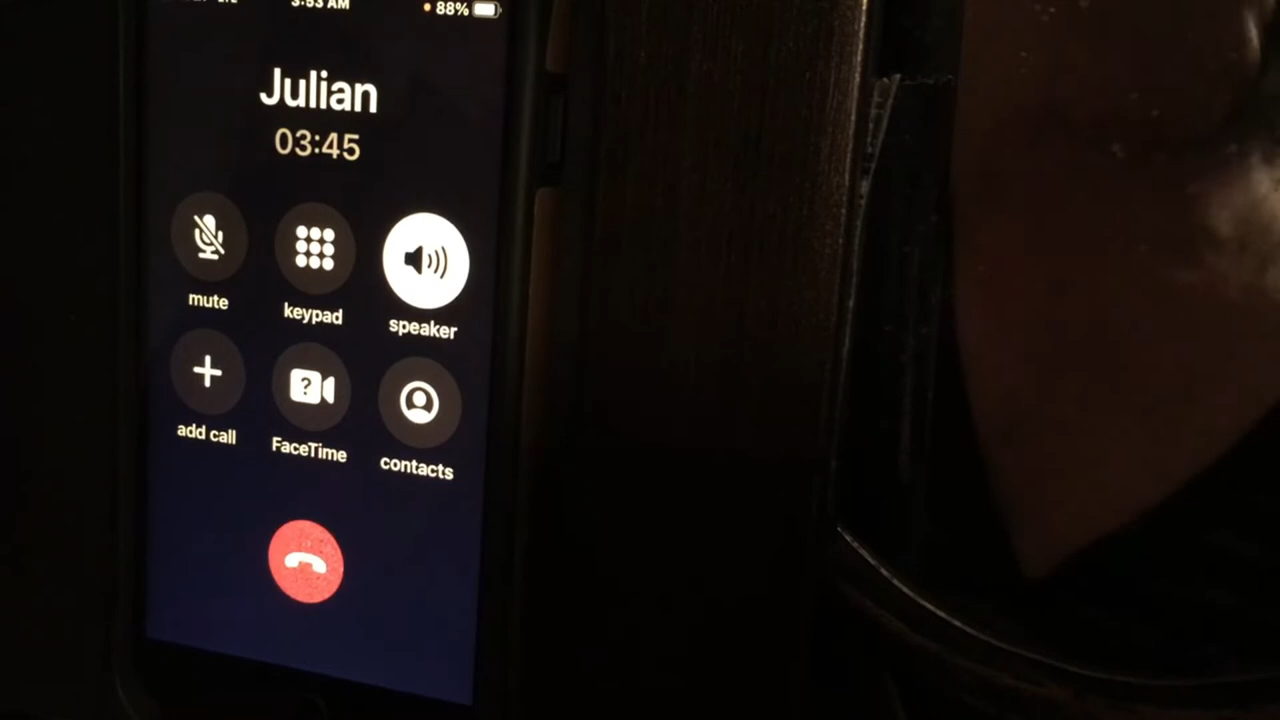 3:53 AM
88%
Julian
03:45
mute
keypad
speaker
add call
FaceTime
contacts